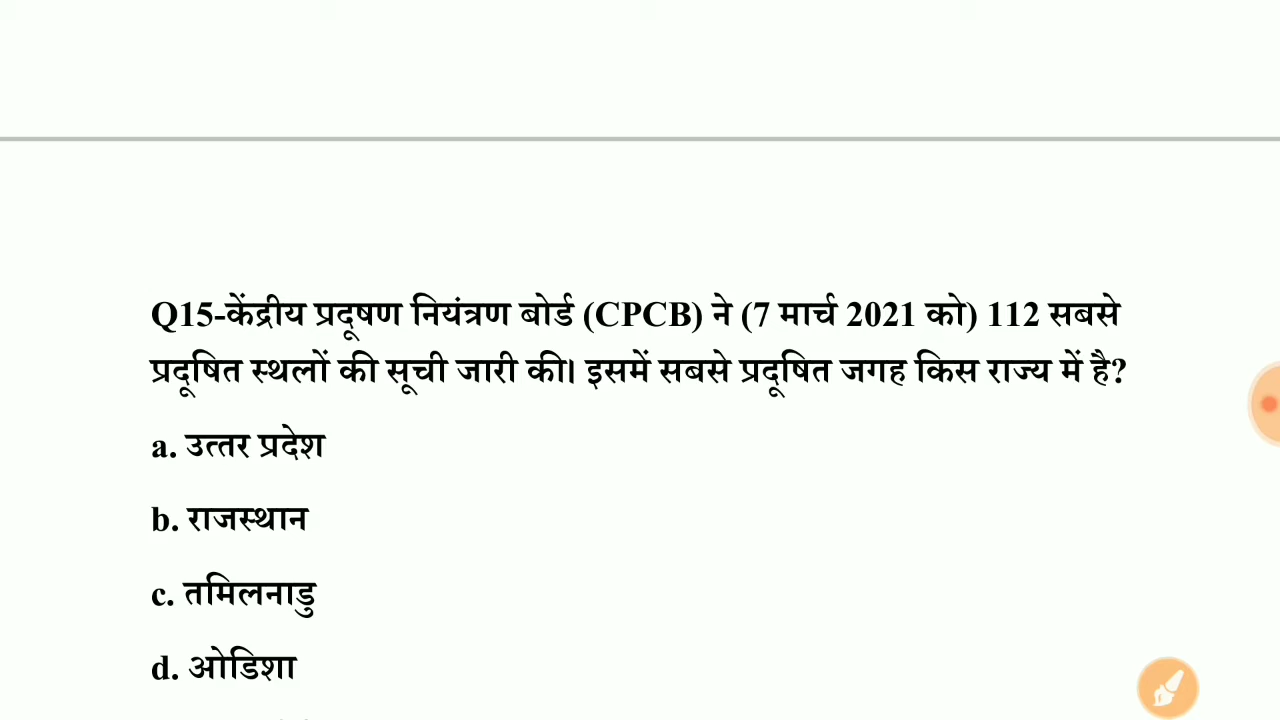 Q15-केंद्रीय प्रदूषण नियंत्रण बोर्ड (CPCB) ने (7 मार्च 2021 को) 112 सबसे
प्रदूषित स्थलों की सूची जारी की। इसमें सबसे प्रदूषित जगह किस राज्य में है?
a. उत्तर प्रदेश
b. राजस्थान
c. तमिलनाडु
d. ओडिशा